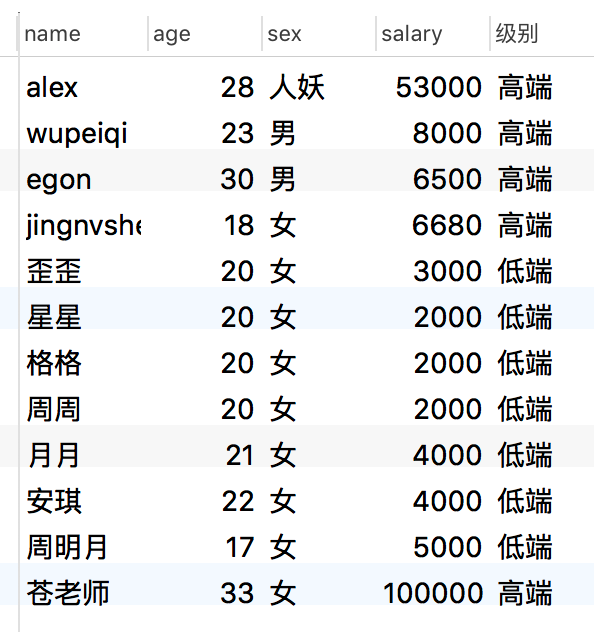 name age sex salary 级别
alex 28 人妖 53000 高端
wupeiqi 23 男 8000 高端
egon 30 男 6500 高端
jingnvshe 18 女 6680 高端
歪歪 20 女 3000 低端
星星 20 女 2000 低端
格格 20 女 2000 低端
周周 20 女 2000 低端
月月 21 女 4000 低端
安琪 22 女 4000 低端
周明月 17 女 5000 低端
苍老师 33 女 100000 高端